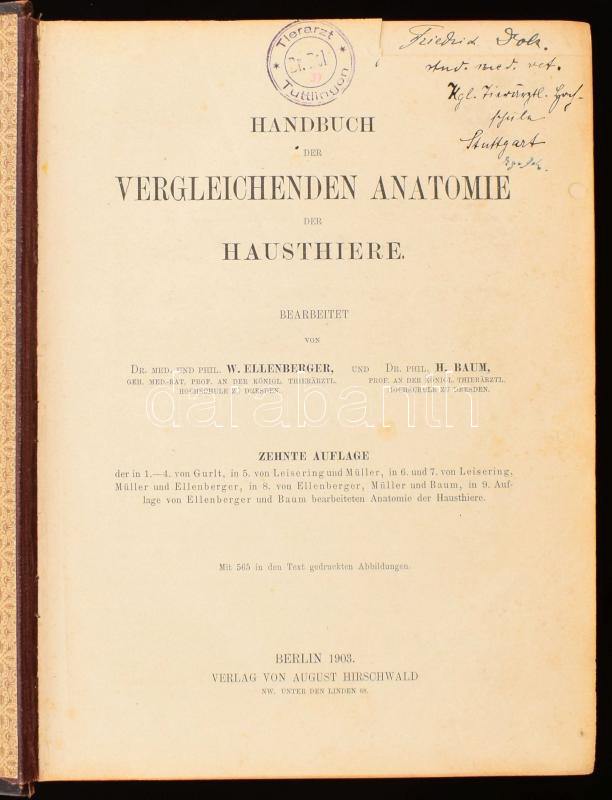 Tierarzt
Tuttlingen
Friedrich
stud. med. vet.
Kgl. Tierärztl. Hoch-
schule
Stuttgart
HANDBUCH
DER
VERGLEICHENDEN ANATOMIE
DER
HAUSTHIERE.
BEARBEITET
VON
DR. MED. UND PHIL. W. ELLENBERGER, UND DR. PHIL. H. BAUM,
GEH. MED.-RAT, PROF. AN DER KÖNIGL. THIERÄRZTL. PROF. AN DER KÖNIGL. THIERÄRZTL.
HOCHSCHULE ZU DRESDEN. HOCHSCHULE ZU DRESDEN.
darabanth
ZEHNTE AUFLAGE
der in 1.—4. von Gurlt, in 5. von Leisering und Müller, in 6. und 7. von Leisering,
Müller und Ellenberger, in 8. von Ellenberger, Müller und Baum, in 9. Auf-
lage von Ellenberger und Baum bearbeiteten Anatomie der Hausthiere.
Mit 565 in den Text gedruckten Abbildungen.
BERLIN 1903.
VERLAG VON AUGUST HIRSCHWALD
NW. UNTER DEN LINDEN 68.